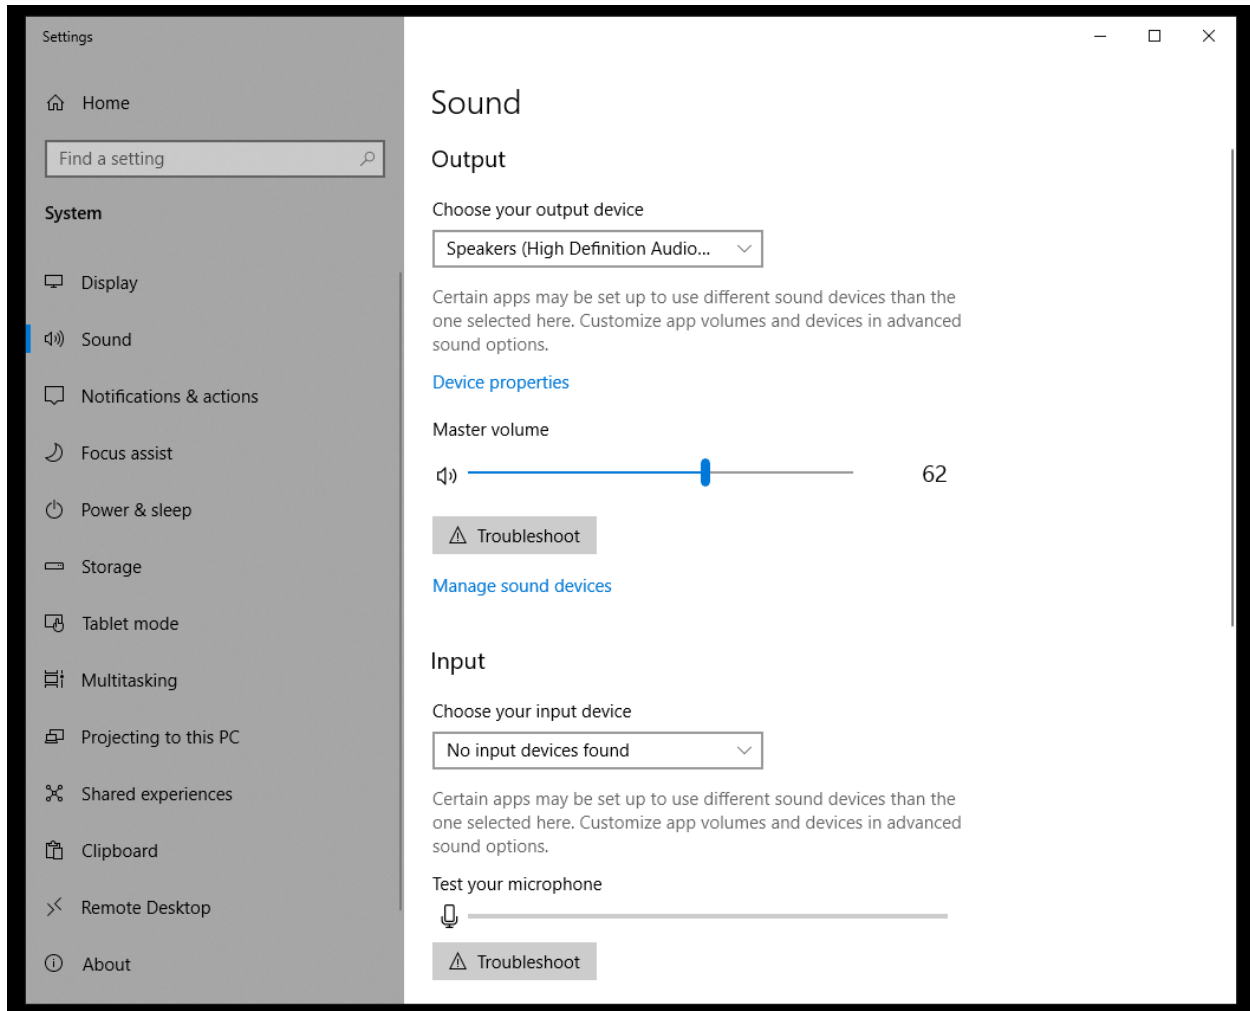 Settings
Home
Find a setting
System
Display
Sound
Notifications & actions
Focus assist
Power & sleep
Storage
Tablet mode
Multitasking
Projecting to this PC
Shared experiences
Clipboard
Remote Desktop
About
Sound
Output
Choose your output device
Speakers (High Definition Audio...
Certain apps may be set up to use different sound devices than the
one selected here. Customize app volumes and devices in advanced
sound options.
Device properties
Master volume
62
Troubleshoot
Manage sound devices
Input
Choose your input device
No input devices found
Certain apps may be set up to use different sound devices than the
one selected here. Customize app volumes and devices in advanced
sound options.
Test your microphone
Troubleshoot